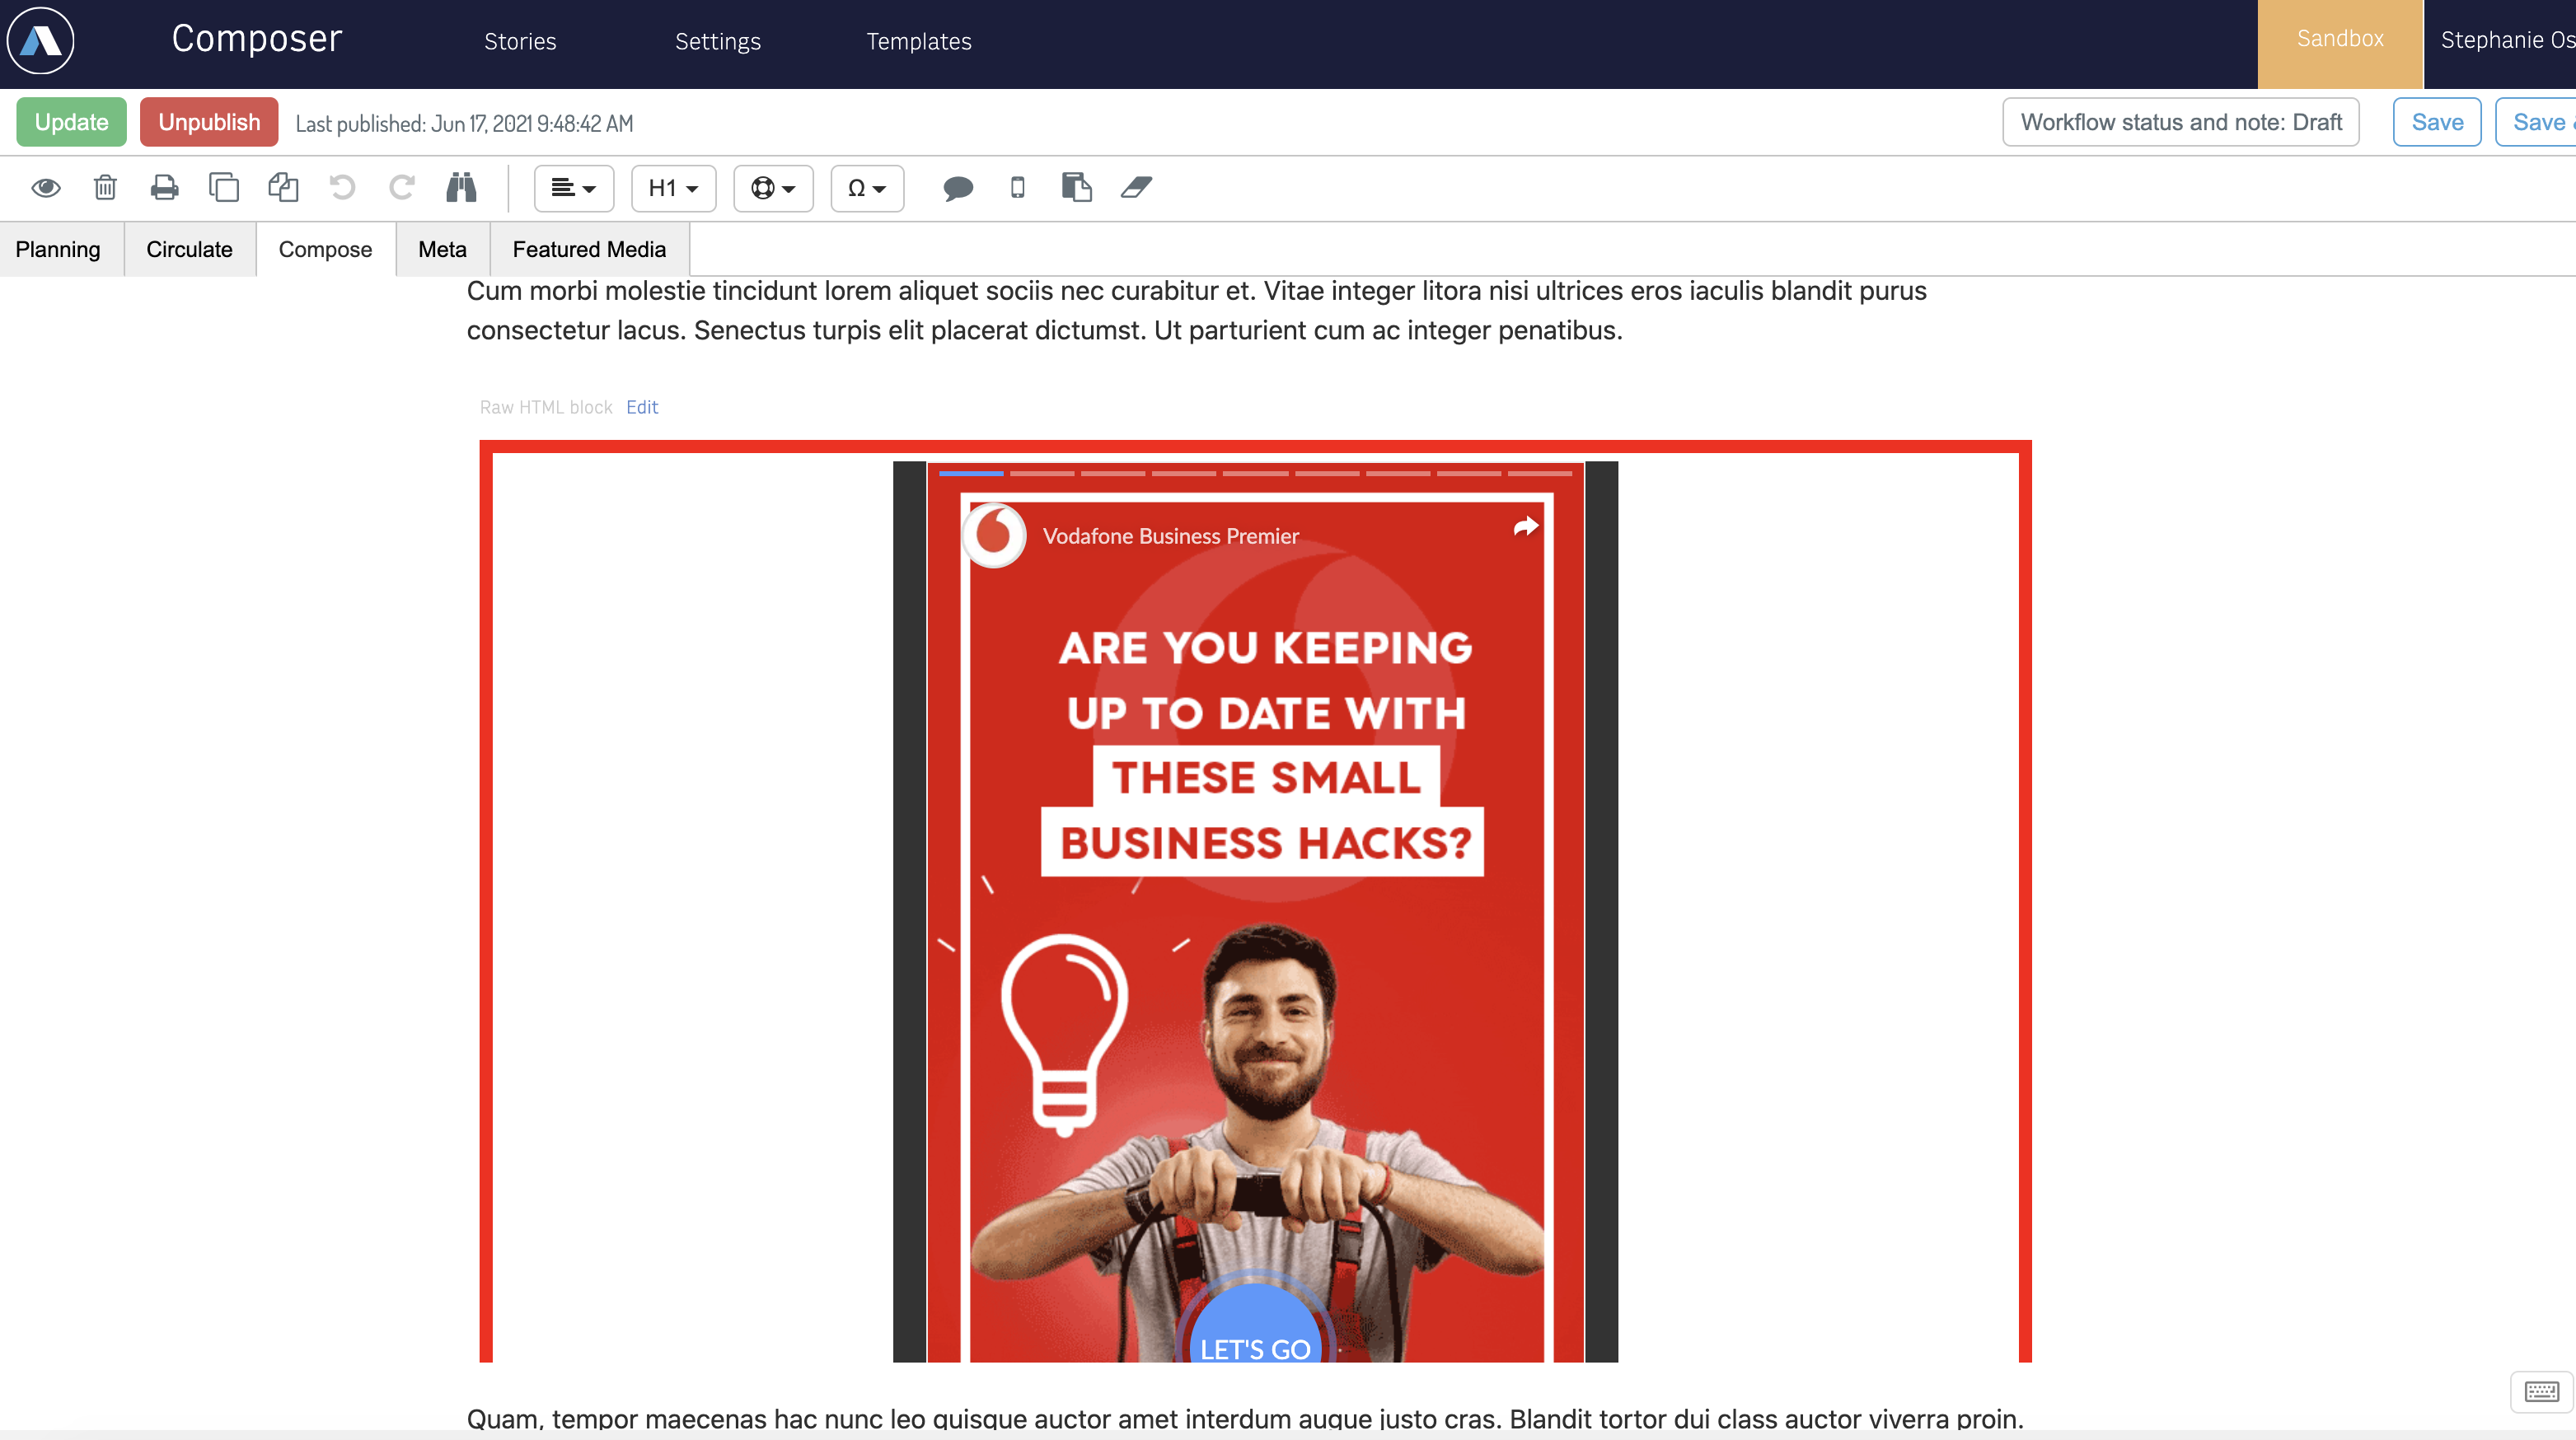 Composer
Stories
Settings
Templates
Sandbox
Stephanie Os
Update
Unpublish
Last published: Jun 17, 2021 9:48:42 AM
Workflow status and note: Draft
Save
Save
H1
Ω
Planning
Circulate
Compose
Meta
Featured Media
Cum morbi molestie tincidunt lorem aliquet sociis nec curabitur et. Vitae integer litora nisi ultrices eros iaculis blandit purus
consectetur lacus. Senectus turpis elit placerat dictumst. Ut parturient cum ac integer penatibus.
Raw HTML block Edit
Vodafone Business Premier
ARE YOU KEEPING
UP TO DATE WITH
THESE SMALL
BUSINESS HACKS?
LET'S GO
Quam, tempor maecenas hac nunc leo quisque auctor amet interdum augue justo cras. Blandit tortor dui class auctor viverra proin.